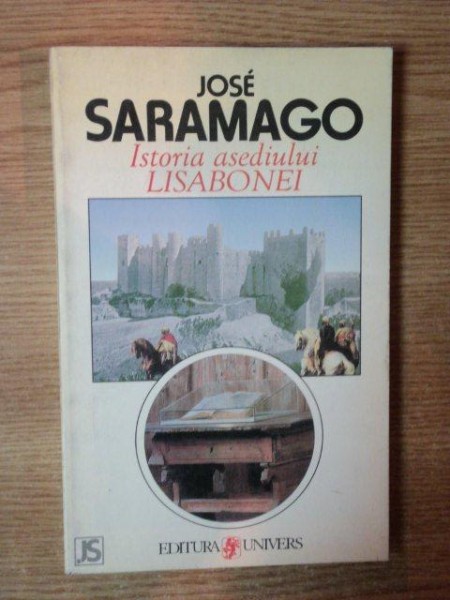 JOSÉ
SARAMAGO
Istoria asediului
LISABONEI
JS
EDITURA UNIVERS